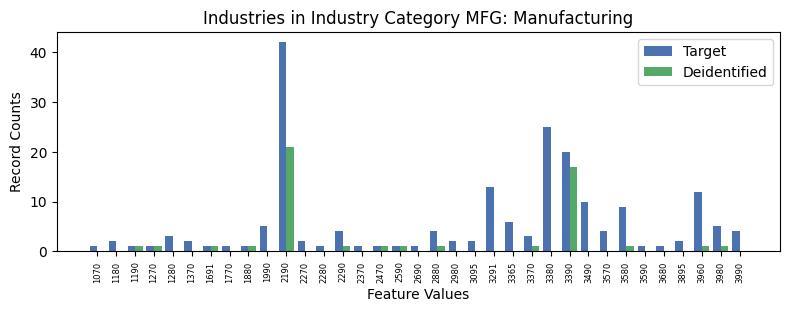 Industries in Industry Category MFG: Manufacturing
Target
Deidentified
Record Counts
40
30
20
10
0
1070 1180 1190 1270 1280 1370 1691 1770 1880 1990 2190 2270 2280 2290 2370 2470 2590 2690 2880 2980 3095 3291 3365 3370 3380 3390 3490 3570 3580 3590 3680 3895 3960 3980 3990
Feature Values